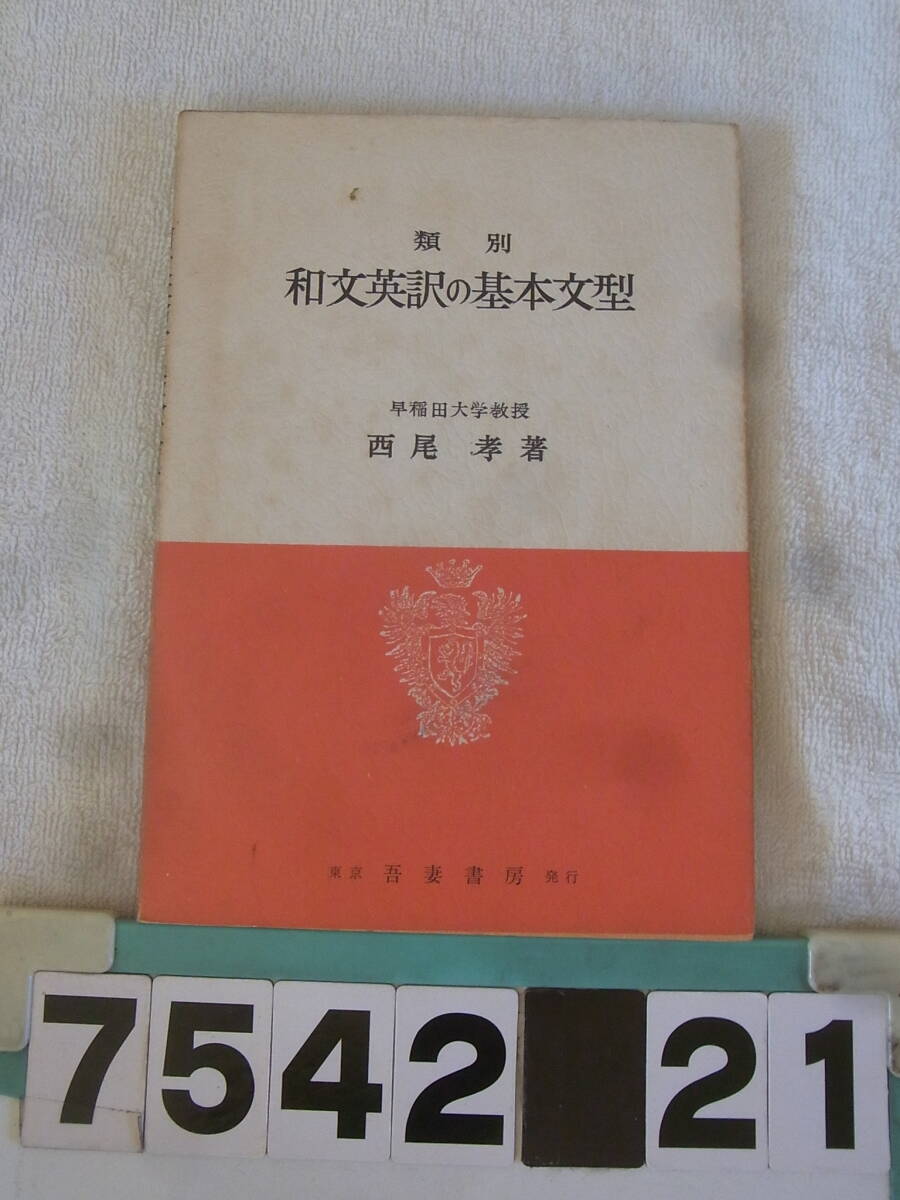 類別
和文英訳の基本文型
早稲田大学教授
西尾 孝著
東京 吾妻書房 発行
7542 21